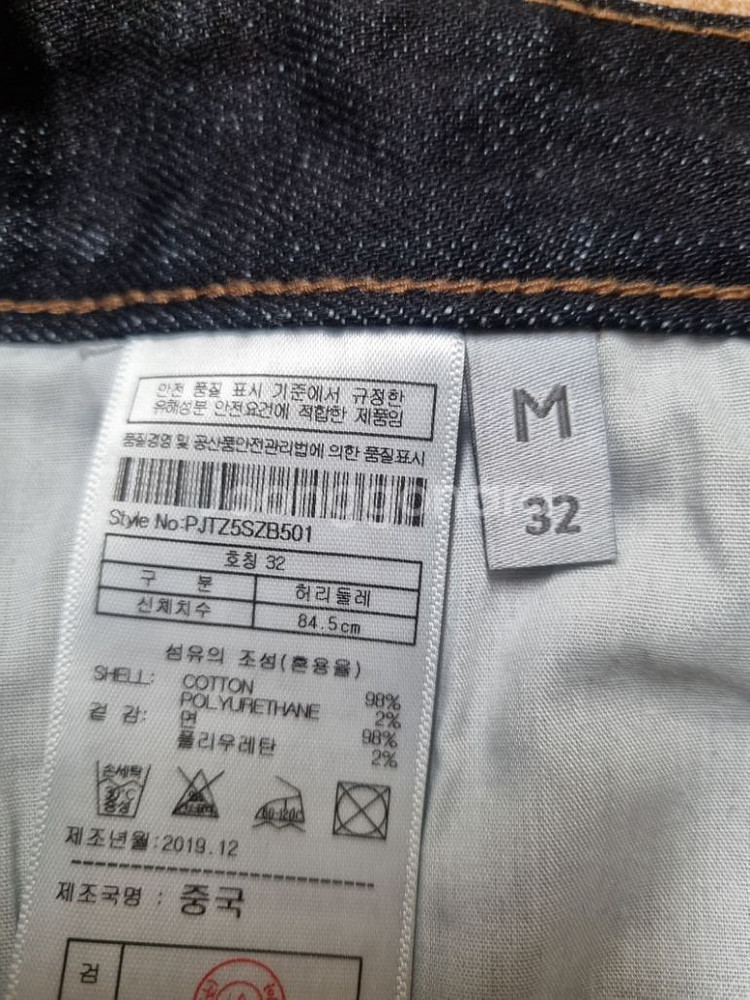 안전 품질 표시 기준에서 규정한
유해성분 안전요건에 적합한 제품임
품질경영 및 공산품안전관리법에 의한 품질표시
Style No:PJTZ5SZB501
호칭 32
구 분 허리둘레
신체치수 84.5cm
섬유의 조성(혼용율)
SHELL: COTTON 98%
POLYURETHANE 2%
겉 감: 면 98%
폴리우레탄 2%
손세탁
30℃
중성
80-120℃
제조년월:2019.12
제조국명 : 중국
검
M
32